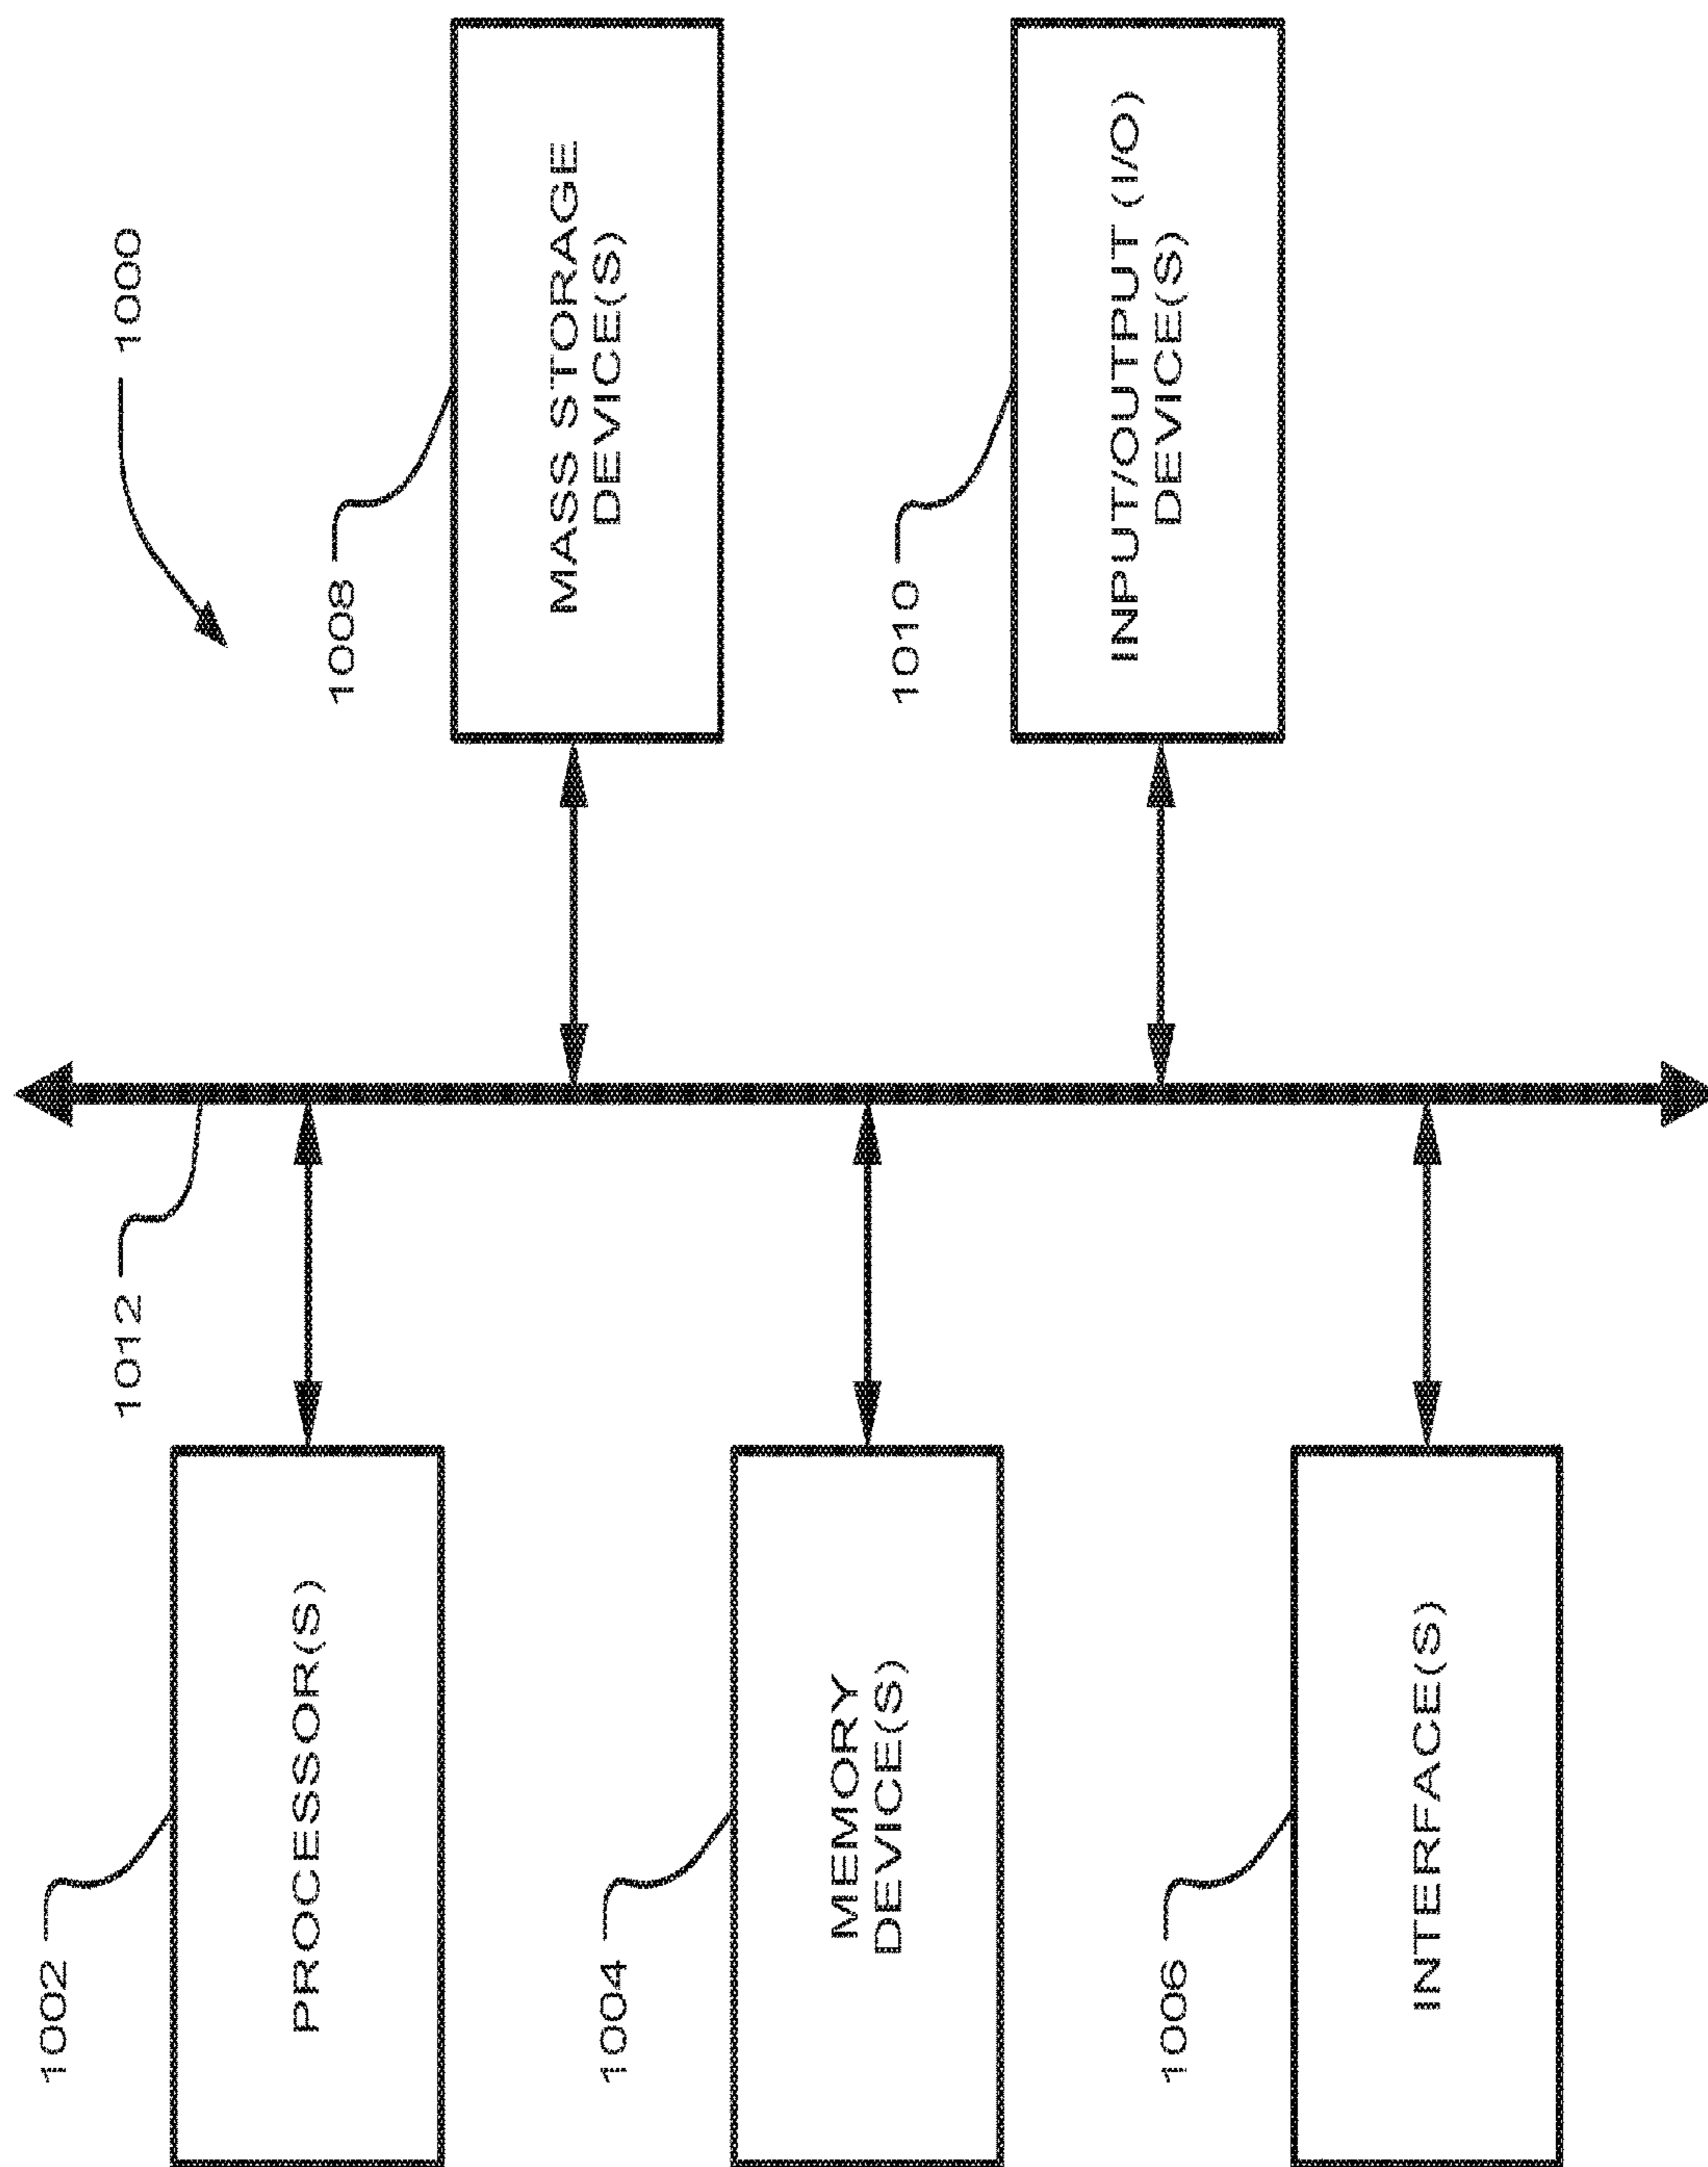 1000
1012
1002
PROCESSOR(S)
1008
MASS STORAGE
DEVICE(S)
1004
MEMORY
DEVICE(S)
1010
INPUT/OUTPUT (I/O)
DEVICE(S)
1006
INTERFACE(S)